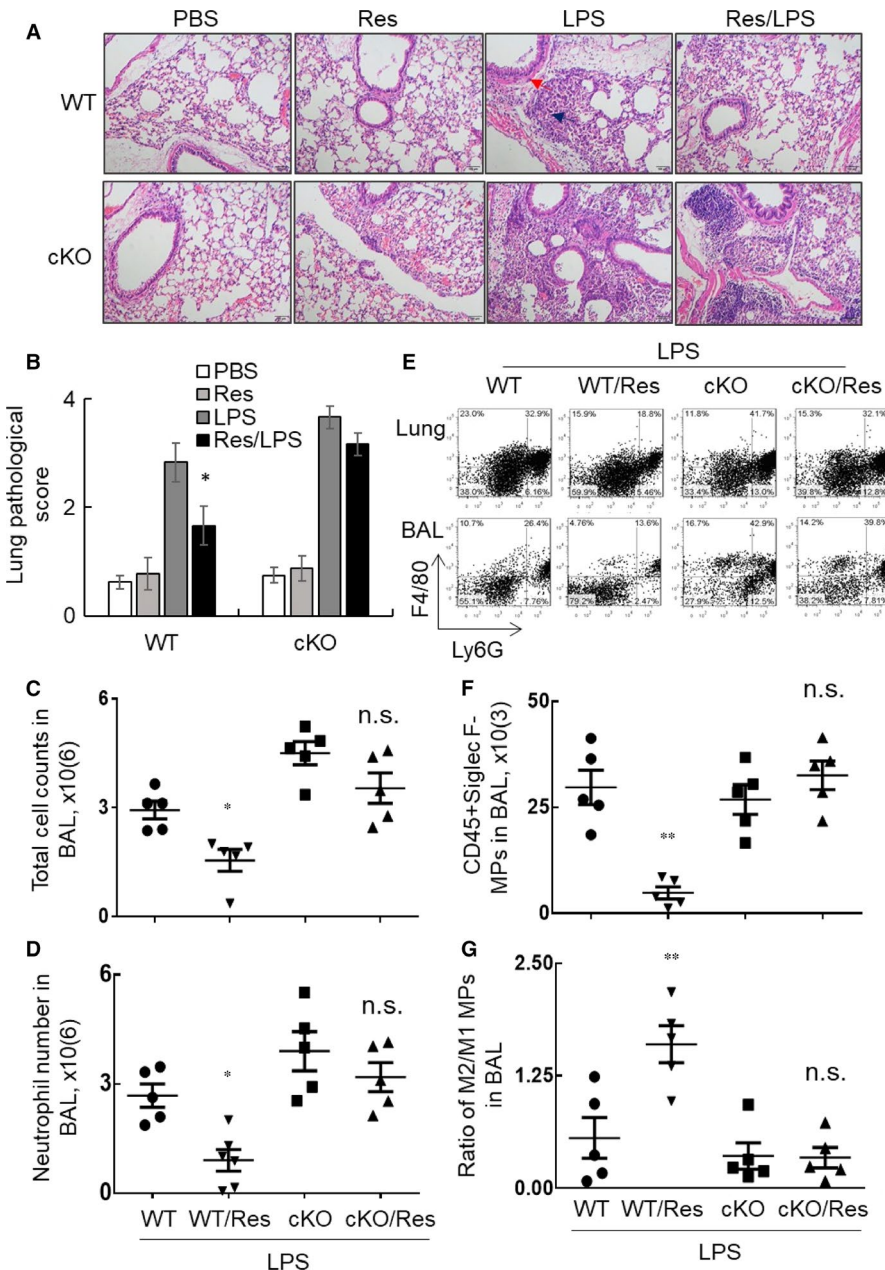 A
PBS
Res
LPS
Res/LPS
WT
cKO
B
PBS
Res
LPS
Res/LPS
Lung pathological
score
4
2
0
*
WT
cKO
E
LPS
WT
WT/Res
cKO
cKO/Res
Lung
23.0%
32.9%
38.0%
6.16%
15.9%
18.8%
59.9%
5.46%
11.8%
41.7%
33.4%
13.0%
15.3%
32.1%
39.8%
12.8%
BAL
10.7%
26.4%
55.1%
7.76%
4.76%
13.6%
79.2%
2.47%
16.7%
42.9%
27.9%
12.5%
14.2%
39.8%
38.2%
7.81%
F4/80
Ly6G
C
Total cell counts in
BAL, x10(6)
6
3
0
*
n.s.
D
Neutrophil number in
BAL, x10(6)
6
3
0
*
n.s.
WT
WT/Res
cKO
cKO/Res
LPS
F
CD45+Siglec F-
MPs in BAL, x10(3)
50
25
0
**
n.s.
G
Ratio of M2/M1 MPs
in BAL
2.50
1.25
0.00
**
n.s.
WT
WT/Res
cKO
cKO/Res
LPS